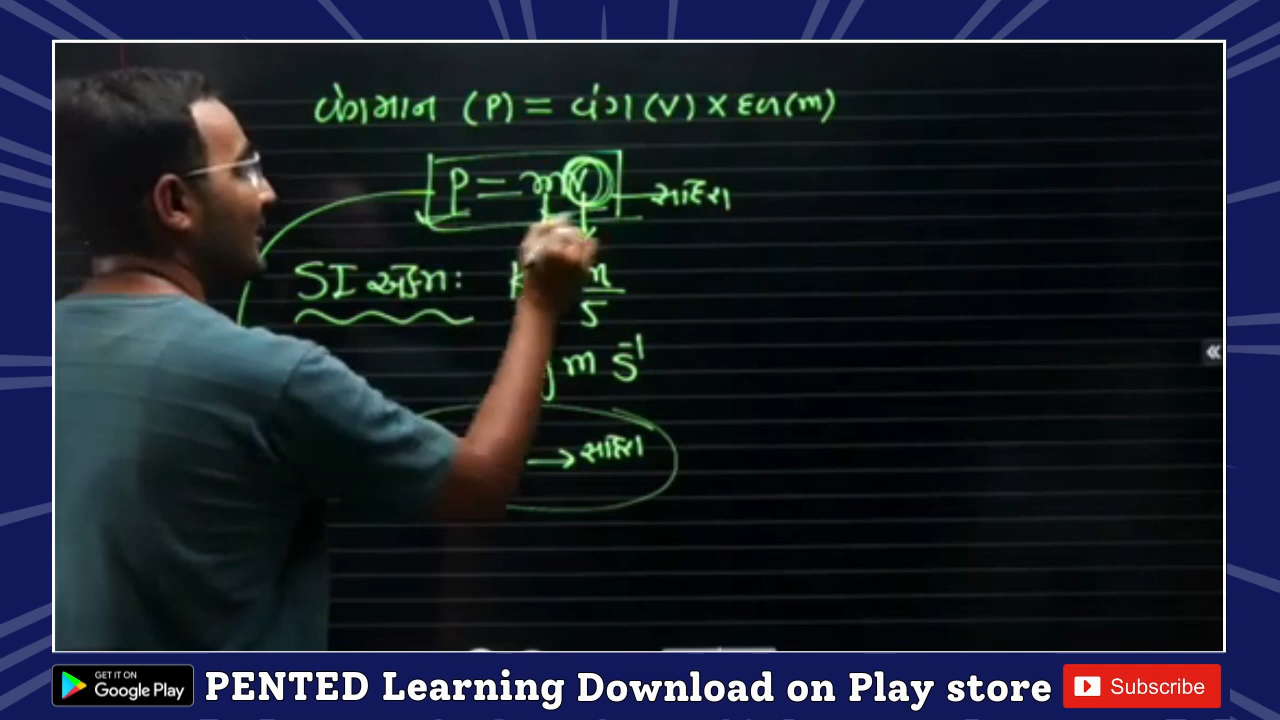 વેગમાન (P) = વેગ (V) × દળ (m)
P = mv
સદિશ
SI એકમ:
m
s
m s⁻¹
→ સદિશ
GET IT ON
Google Play
PENTED Learning Download on Play store
Subscribe